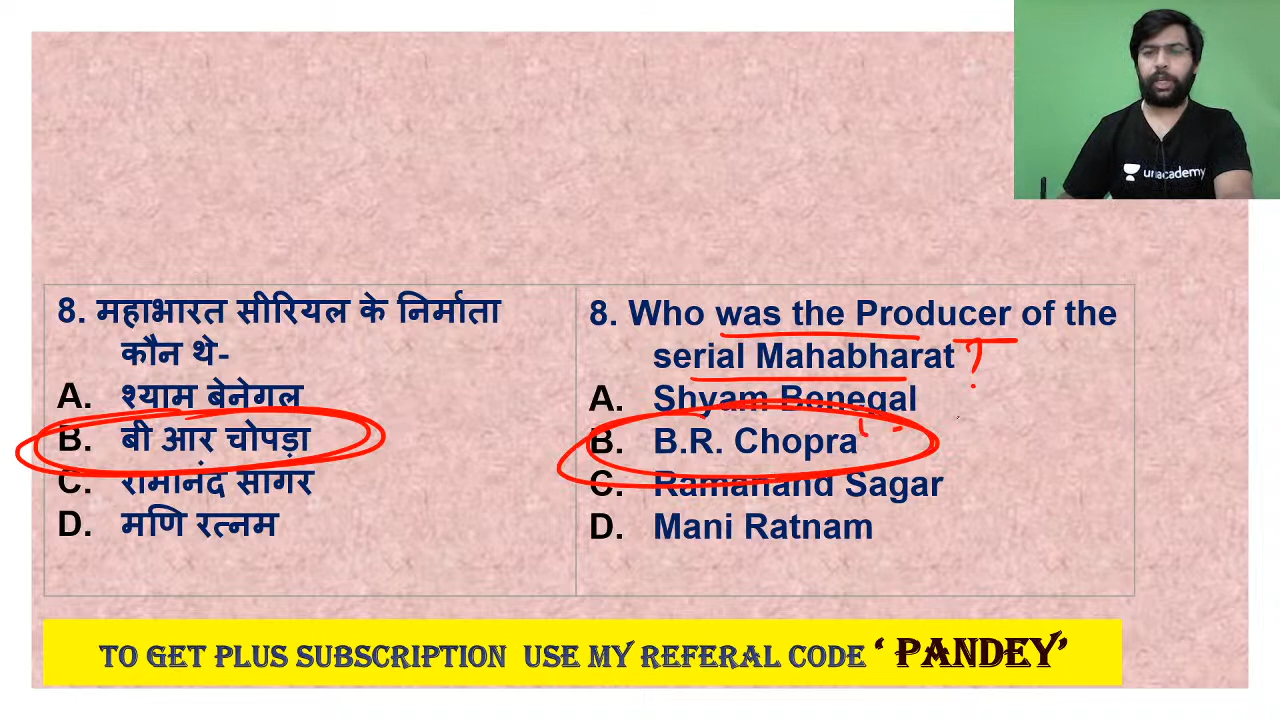 unacademy
8. महाभारत सीरियल के निर्माता
कौन थे-
A. श्याम बेनेगल
B. बी आर चोपड़ा
C. रामानंद सागर
D. मणि रत्नम
8. Who was the Producer of the
serial Mahabharat ?
A. Shyam Benegal
B. B.R. Chopra
C. Ramanand Sagar
D. Mani Ratnam
TO GET PLUS SUBSCRIPTION USE MY REFERAL CODE ‘ PANDEY’